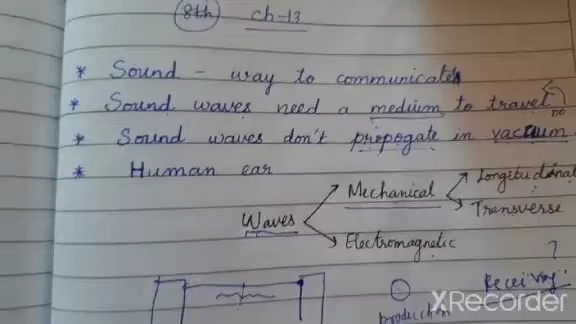 8th ch-13
* Sound - way to communicate
* Sound waves need a medium to travel
no
* Sound waves don't propogate in vacuum.
* Human ear
Mechanical
Longitudinal
Transverse
Waves
Electromagnetic
?
Receiving
production
XRecorder